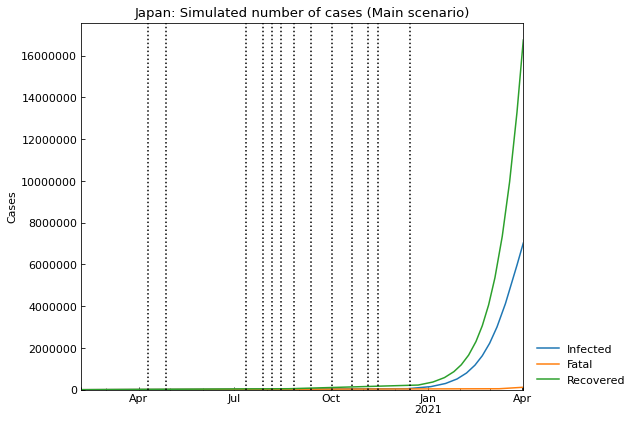 Japan: Simulated number of cases (Main scenario)
16000000
14000000
12000000
10000000
8000000
6000000
4000000
2000000
0
Cases
Apr
Jul
Oct
Jan
2021
Apr
Infected
Fatal
Recovered